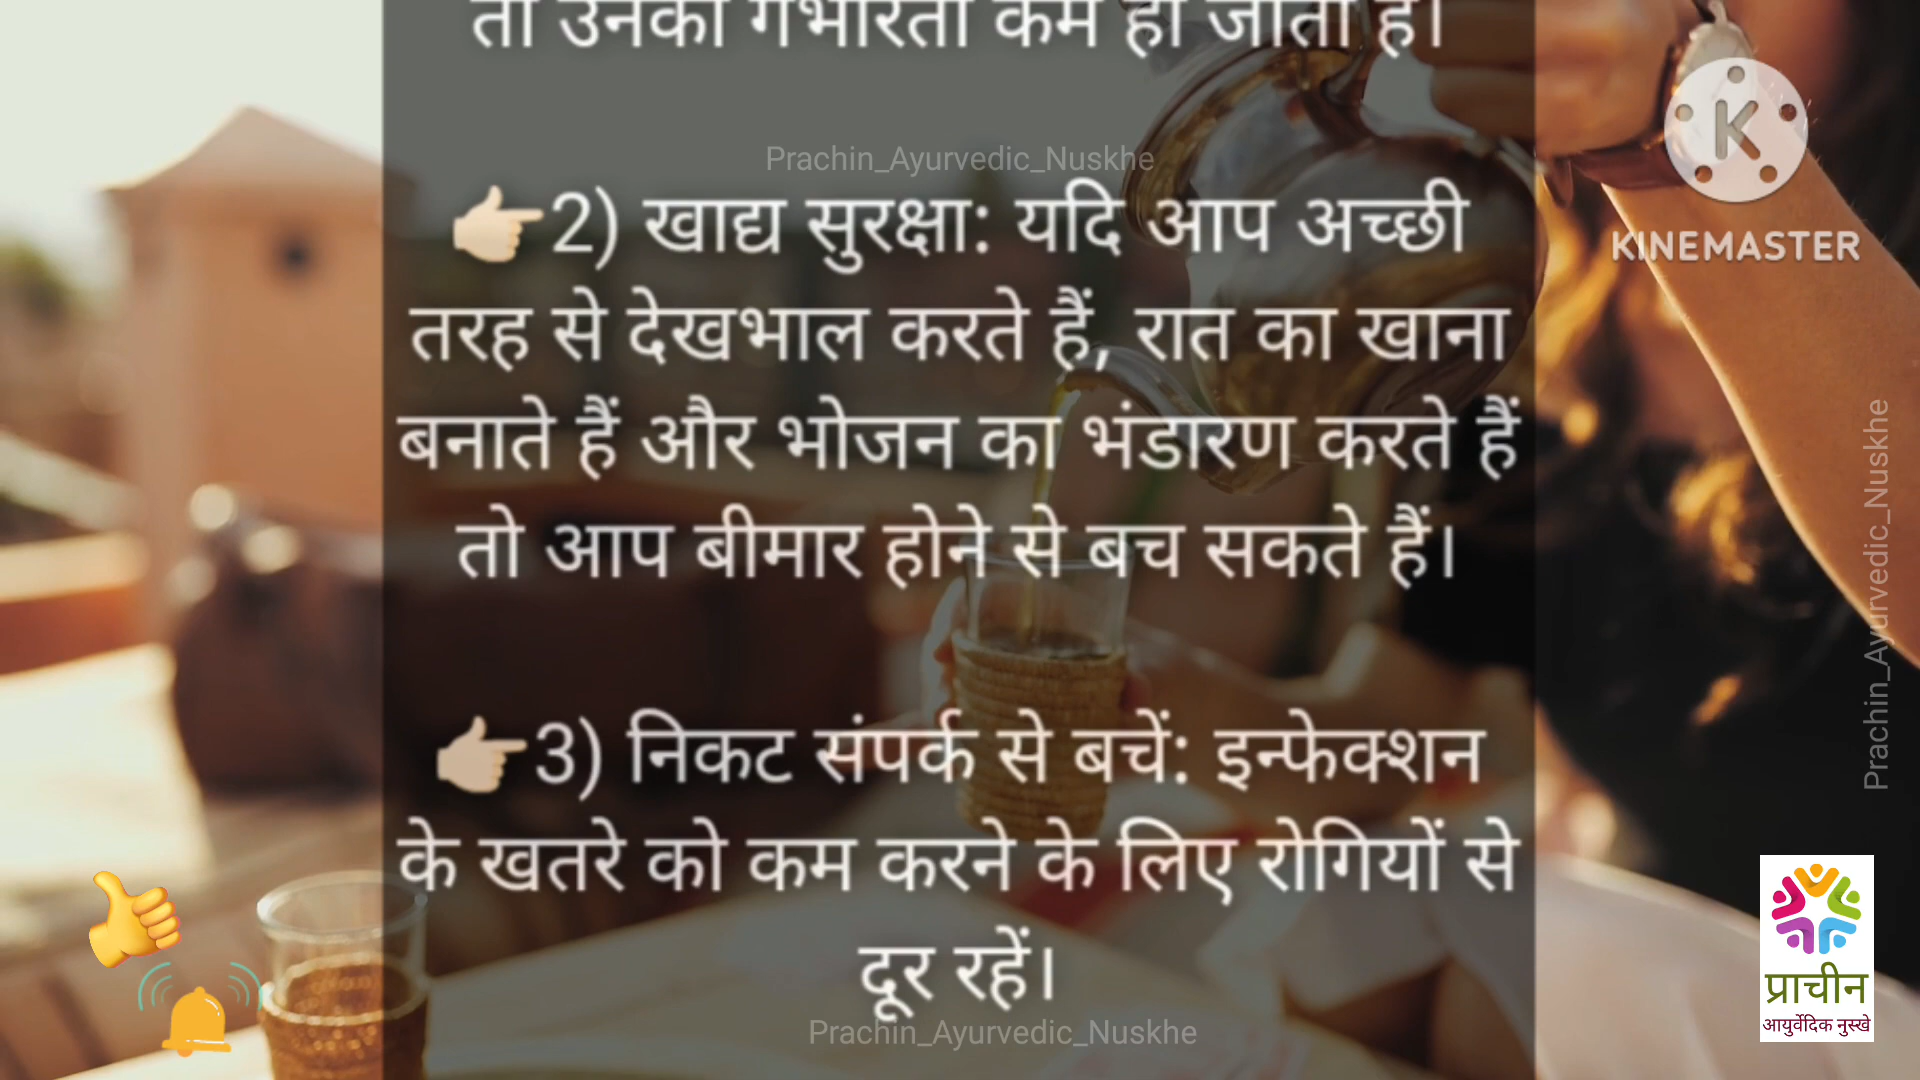 तो उनकी गंभीरता कम हो जाती है।
Prachin_Ayurvedic_Nuskhe
👉🏻2) खाद्य सुरक्षा: यदि आप अच्छी
तरह से देखभाल करते हैं, रात का खाना
बनाते हैं और भोजन का भंडारण करते हैं
तो आप बीमार होने से बच सकते हैं।
👉🏻3) निकट संपर्क से बचें: इन्फेक्शन
के खतरे को कम करने के लिए रोगियों से
दूर रहें।
Prachin_Ayurvedic_Nuskhe
K
KINEMASTER
Prachin_Ayurvedic_Nuskhe
प्राचीन
आयुर्वेदिक नुस्खे